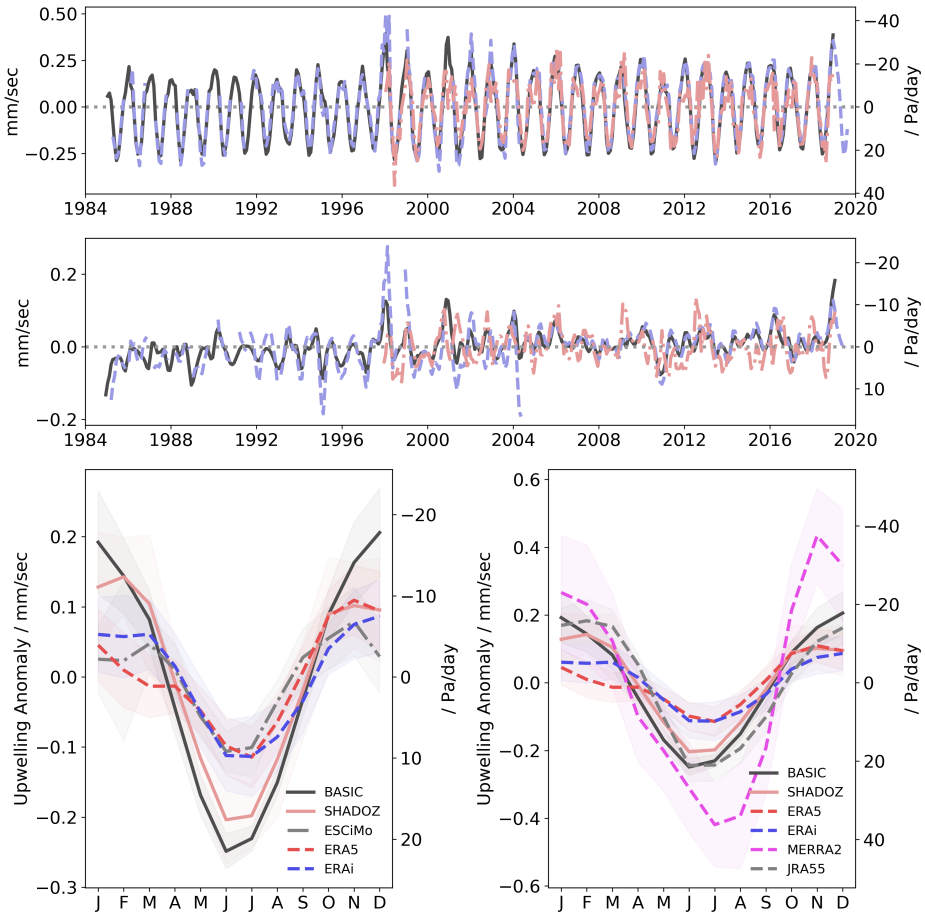 0.50
0.25
0.00
−0.25
mm/sec
−40
−20
0
20
40
/ Pa/day
1984 1988 1992 1996 2000 2004 2008 2012 2016 2020
0.2
0.0
−0.2
mm/sec
−20
−10
0
10
20
/ Pa/day
1984 1988 1992 1996 2000 2004 2008 2012 2016 2020
0.2
0.1
0.0
−0.1
−0.2
−0.3
Upwelling Anomaly / mm/sec
−20
−10
0
10
20
/ Pa/day
BASIC
SHADOZ
ESCiMo
ERA5
ERAi
J F M A M J J A S O N D
0.6
0.4
0.2
0.0
−0.2
−0.4
−0.6
Upwelling Anomaly / mm/sec
−40
−20
0
20
40
/ Pa/day
BASIC
SHADOZ
ERA5
ERAi
MERRA2
JRA55
J F M A M J J A S O N D